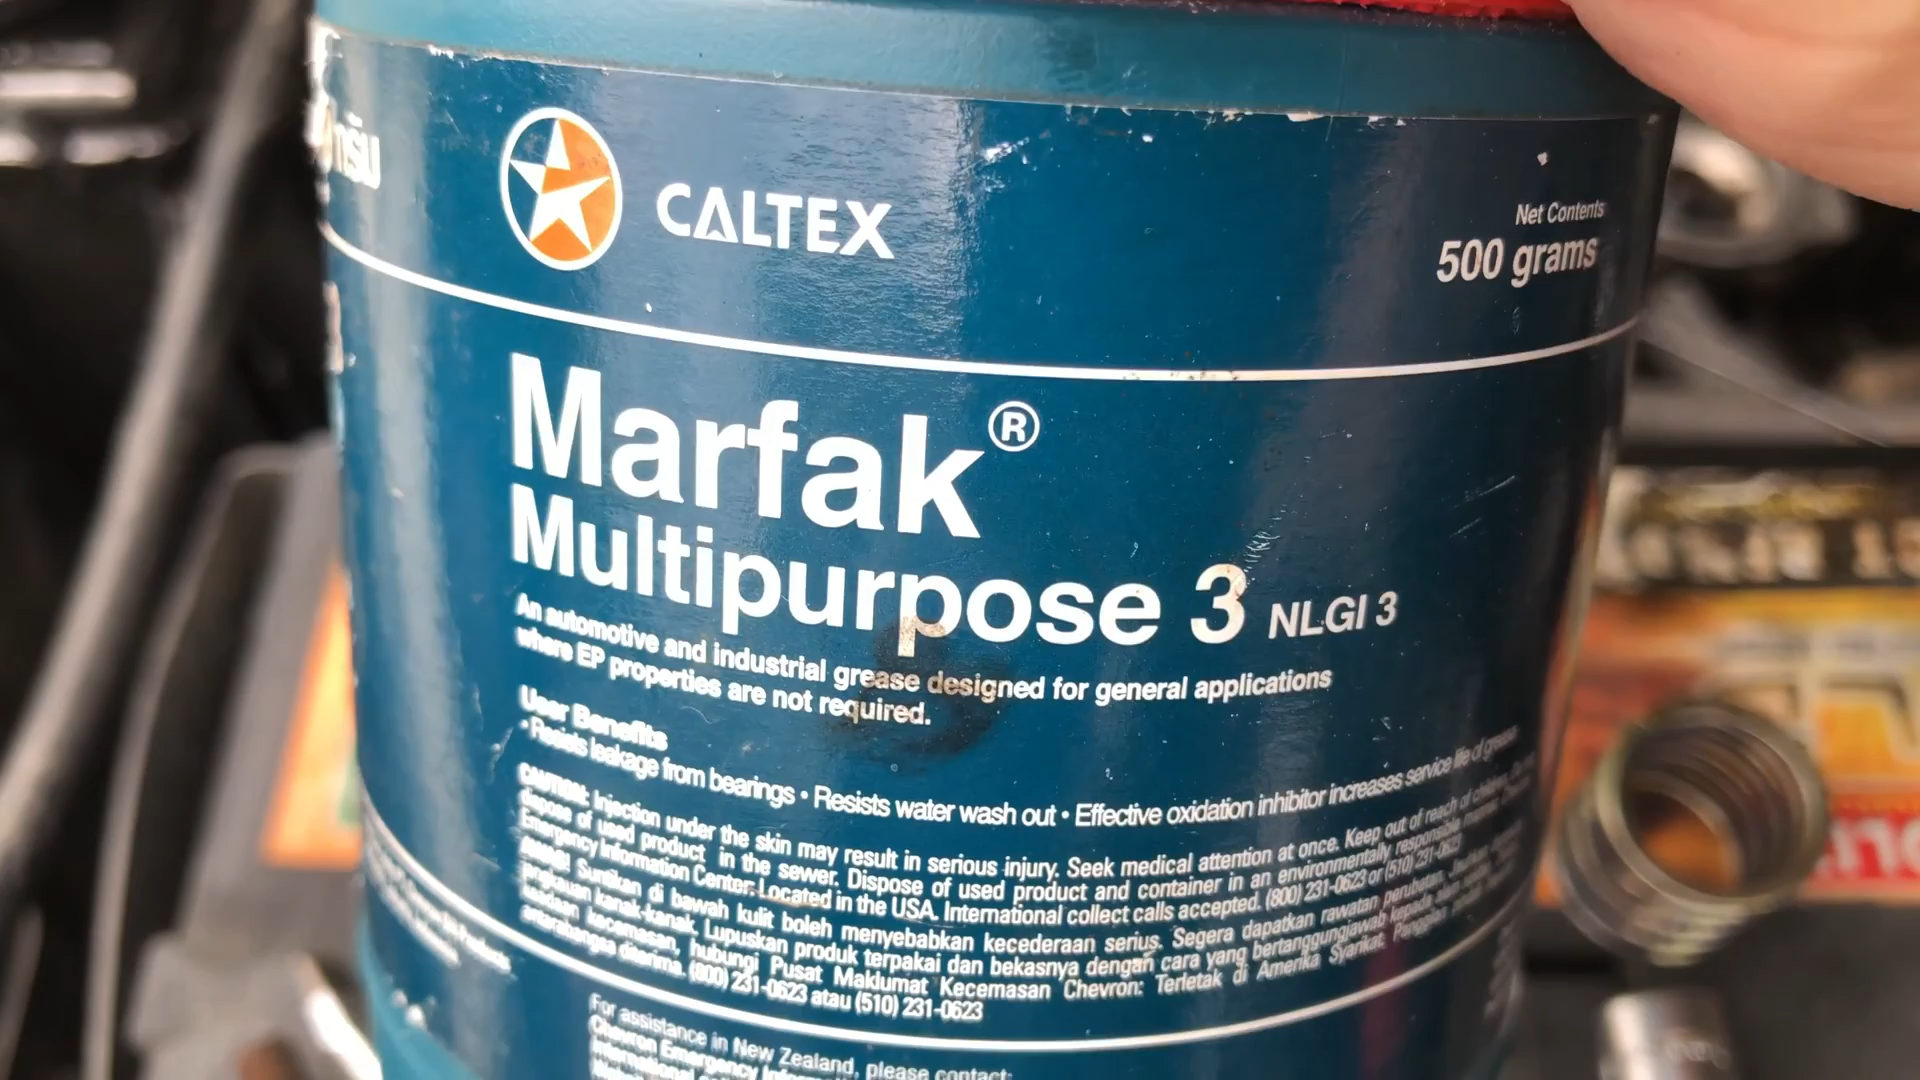 CALTEX
Net Contents
500 grams
Marfak®
Multipurpose 3 NLGI 3
An automotive and industrial grease designed for general applications
where EP properties are not required.
User Benefits
• Resists leakage from bearings • Resists water wash out • Effective oxidation inhibitor increases service life of grease
CAUTION: Injection under the skin may result in serious injury. Seek medical attention at once. Keep out of reach of children.
dispose of used product in the sewer. Dispose of used product and container in an environmentally responsible manner.
Emergency Information Center: Located in the USA. International collect calls accepted. (800) 231-0623 or (510) 231-0623
Suntikan di bawah kulit boleh menyebabkan kecederaan serius. Segera dapatkan rawatan perubatan.
jangkauan kanak-kanak. Lupuskan produk terpakai dan bekasnya dengan cara yang bertanggungjawab kepada
keadaan kecemasan, hubungi Pusat Maklumat Kecemasan Chevron: Terletak di Amerika Syarikat. Panggilan
antarabangsa diterima. (800) 231-0623 atau (510) 231-0623
For assistance in New Zealand, please contact:
Chevron Emergency
International